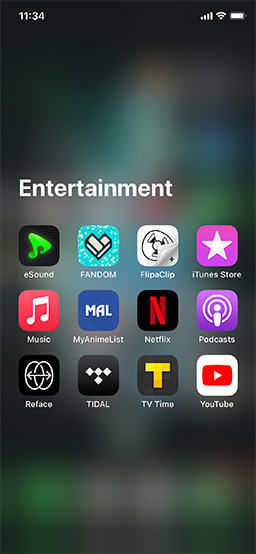 11:34
Entertainment
eSound
FANDOM
FlipaClip
iTunes Store
MAL
Music
MyAnimeList
Netflix
Podcasts
Reface
TIDAL
TV Time
YouTube